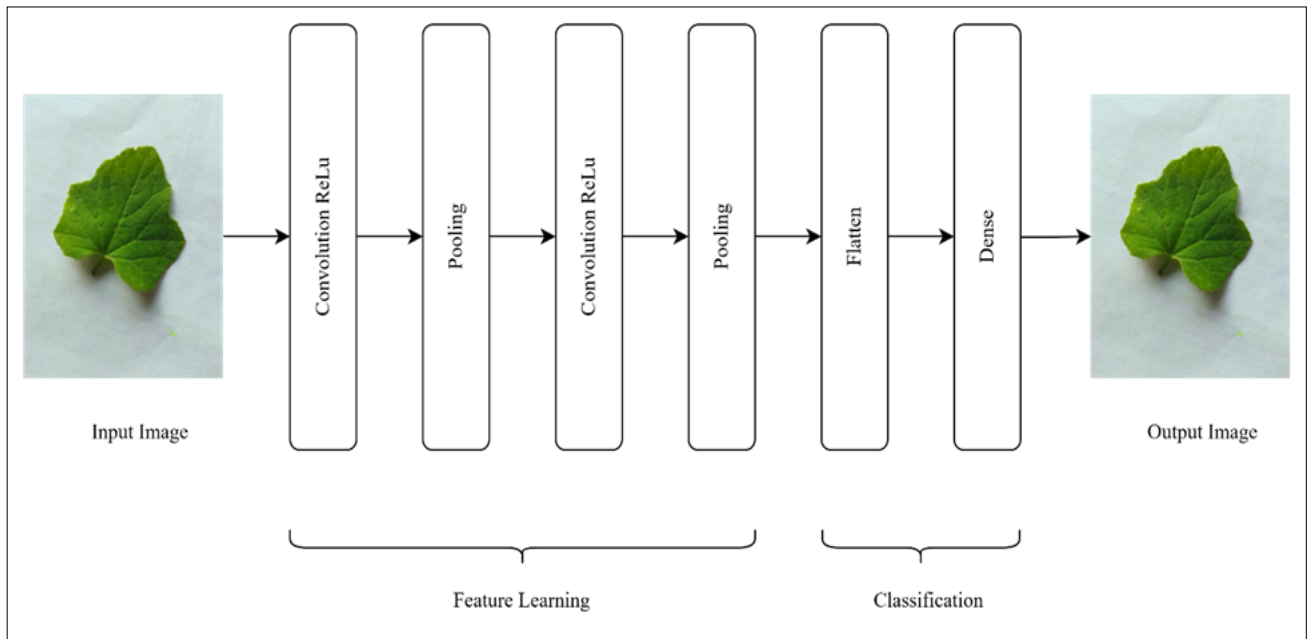 Input Image
Convolution ReLu
Pooling
Convolution ReLu
Pooling
Flatten
Dense
Output Image
Feature Learning
Classification